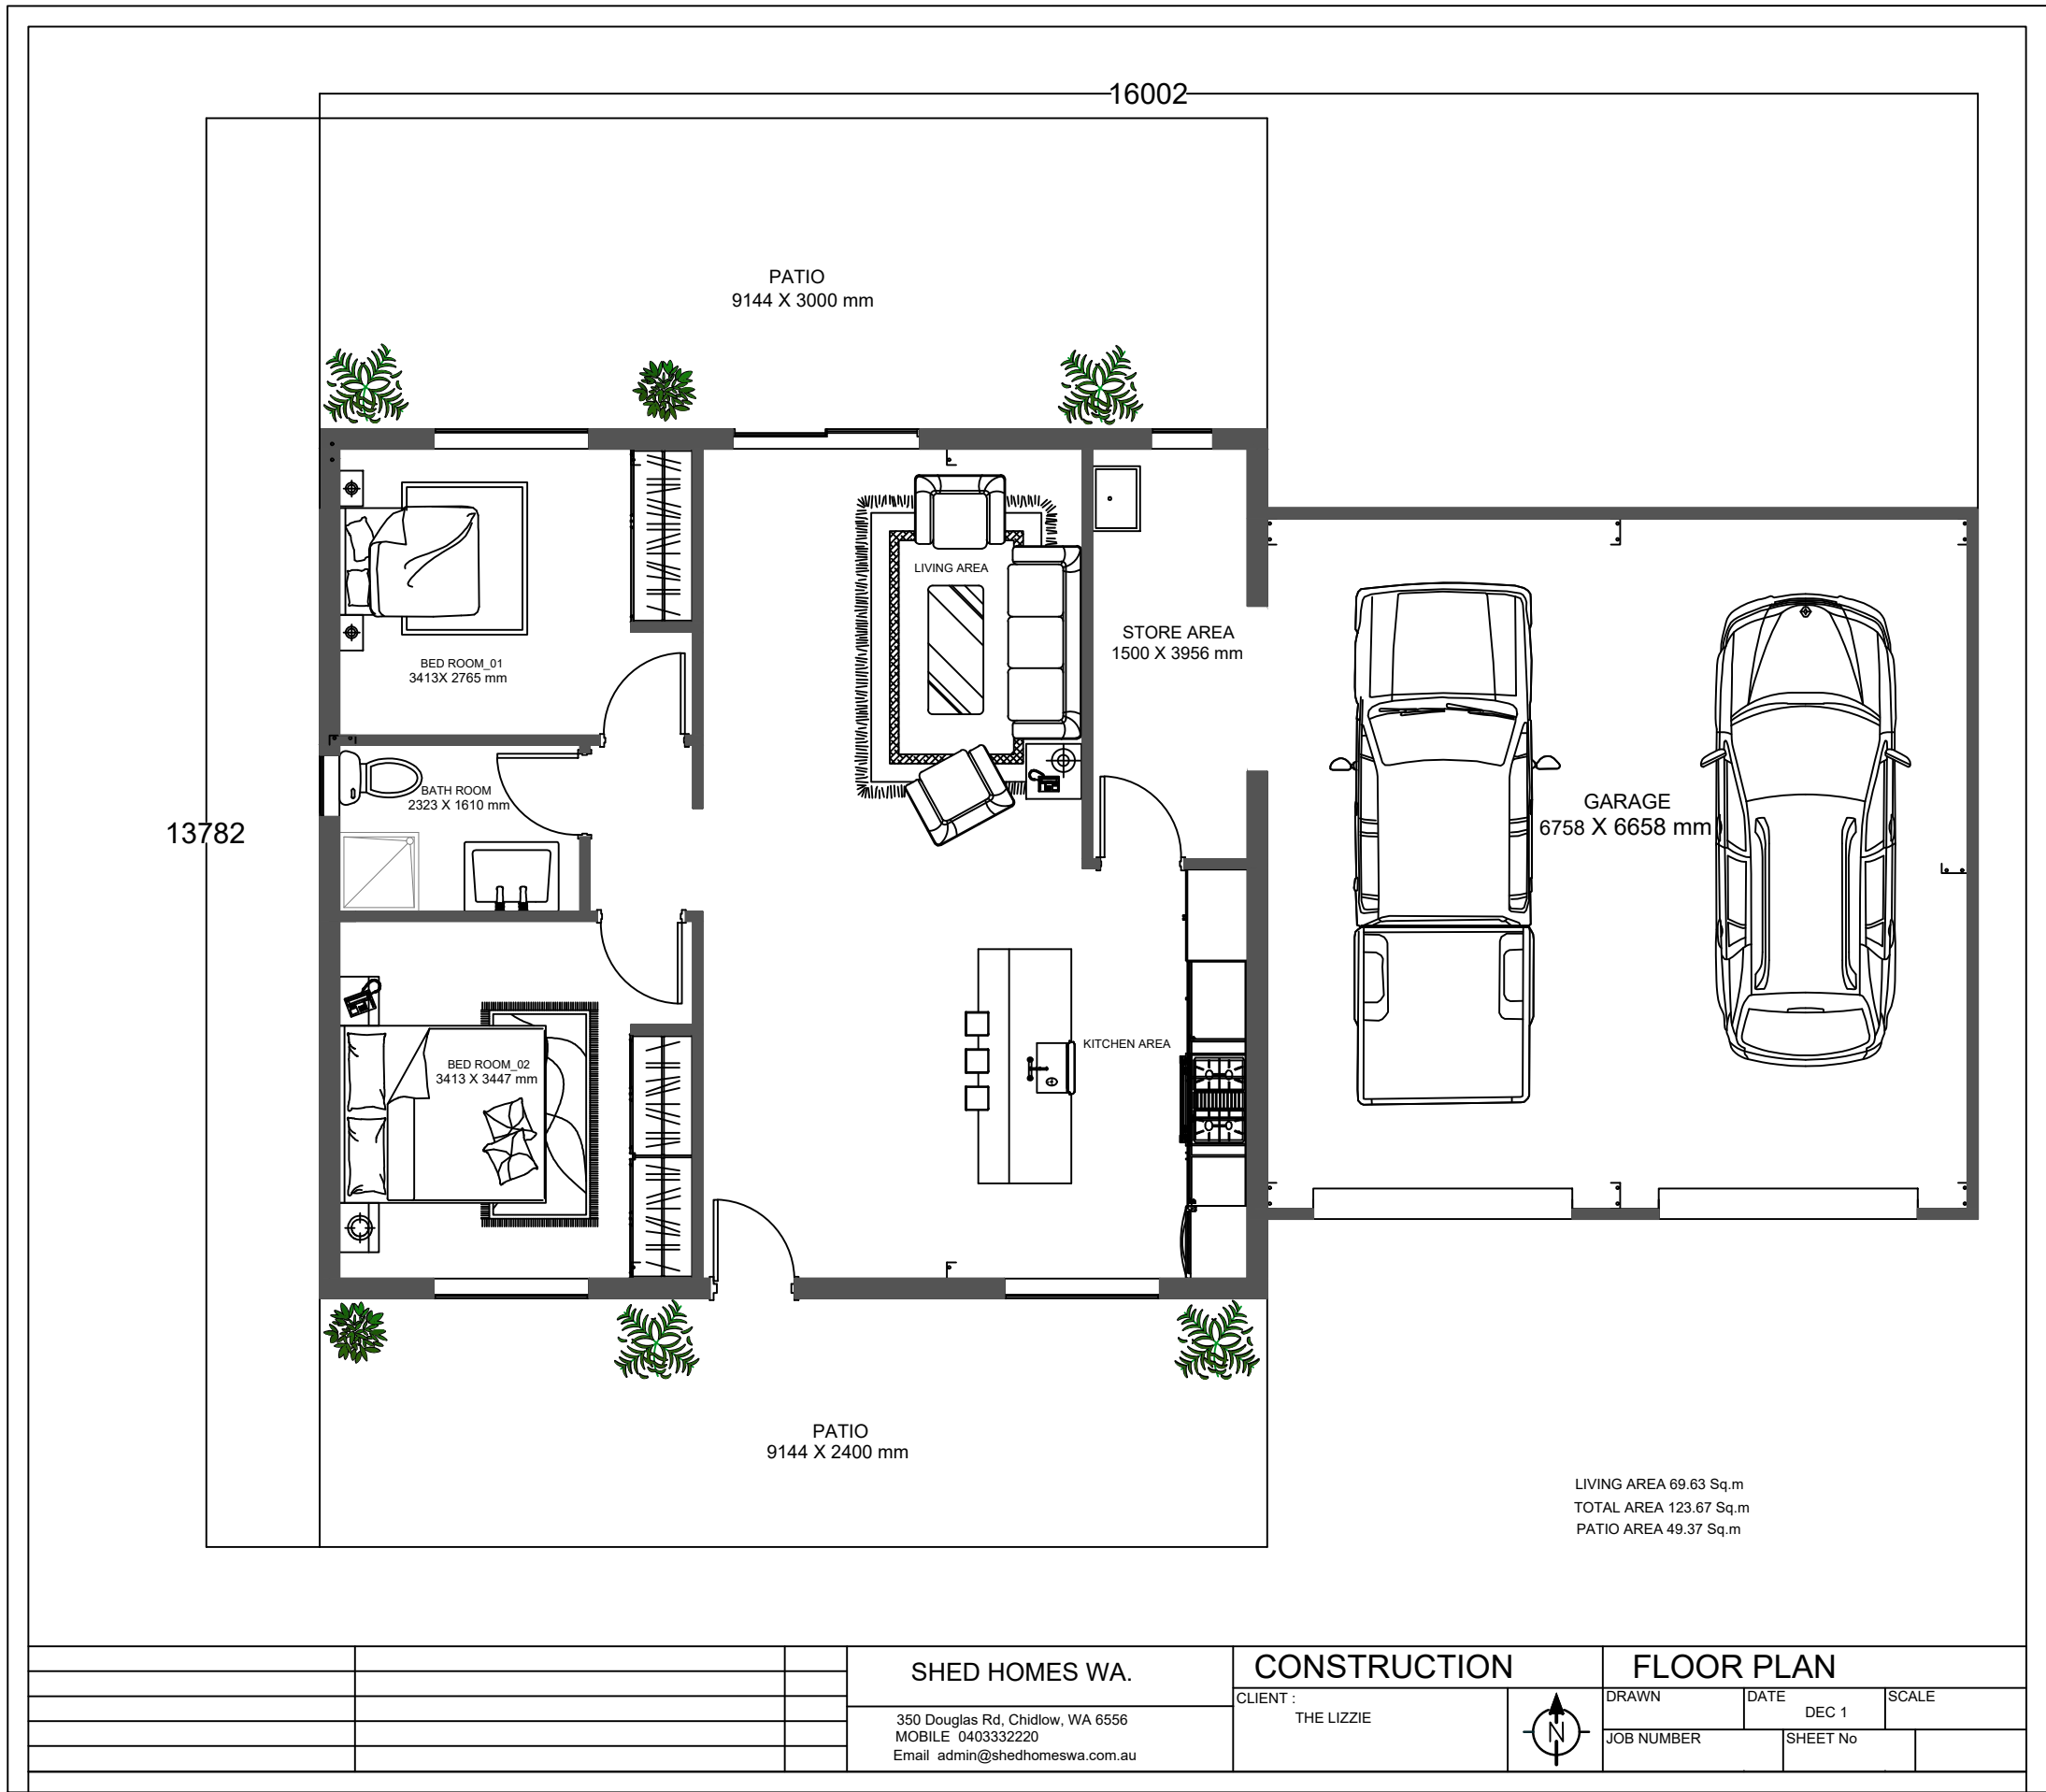 16002
PATIO
9144 X 3000 mm
LIVING AREA
BED ROOM_01
3413X 2765 mm
STORE AREA
1500 X 3956 mm
BATH ROOM
2323 X 1610 mm
13782
GARAGE
6758 X 6658 mm
KITCHEN AREA
BED ROOM_02
3413 X 3447 mm
PATIO
9144 X 2400 mm
LIVING AREA 69.63 Sq.m
TOTAL AREA 123.67 Sq.m
PATIO AREA 49.37 Sq.m
SHED HOMES WA.
350 Douglas Rd, Chidlow, WA 6556
MOBILE 0403332220
Email admin@shedhomeswa.com.au
CONSTRUCTION
CLIENT :
THE LIZZIE
N
FLOOR PLAN
DRAWN
DATE
DEC 1
SCALE
JOB NUMBER
SHEET No